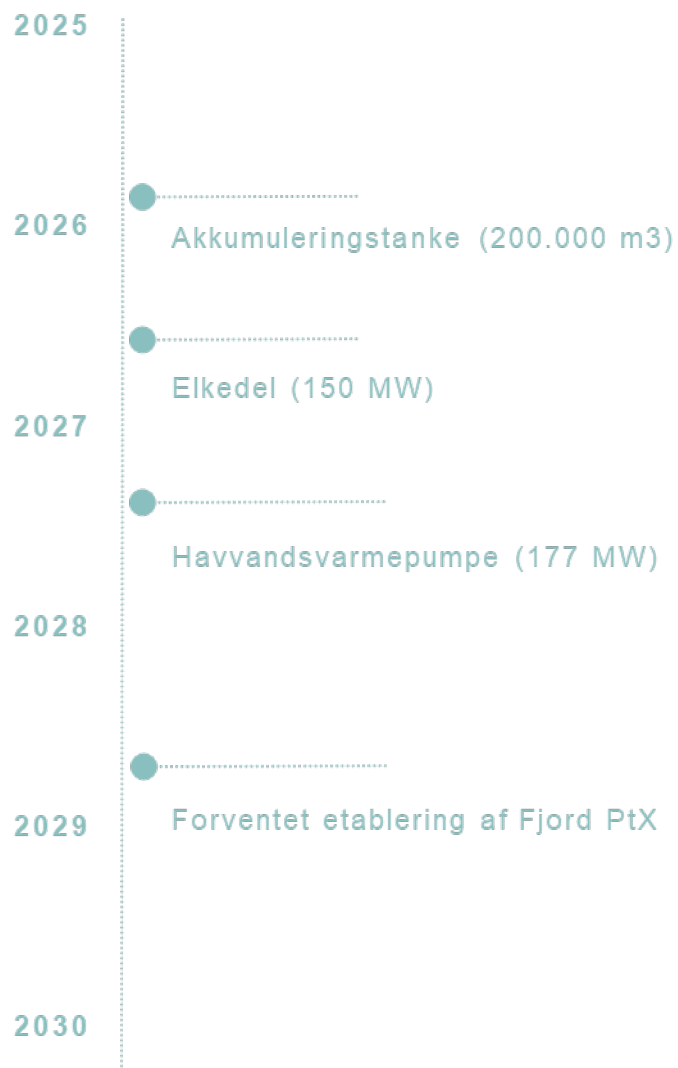 2025
2026
Akkumuleringstanke (200.000 m3)
Elkedel (150 MW)
2027
Havvandsvarmepumpe (177 MW)
2028
Forventet etablering af Fjord PtX
2029
2030